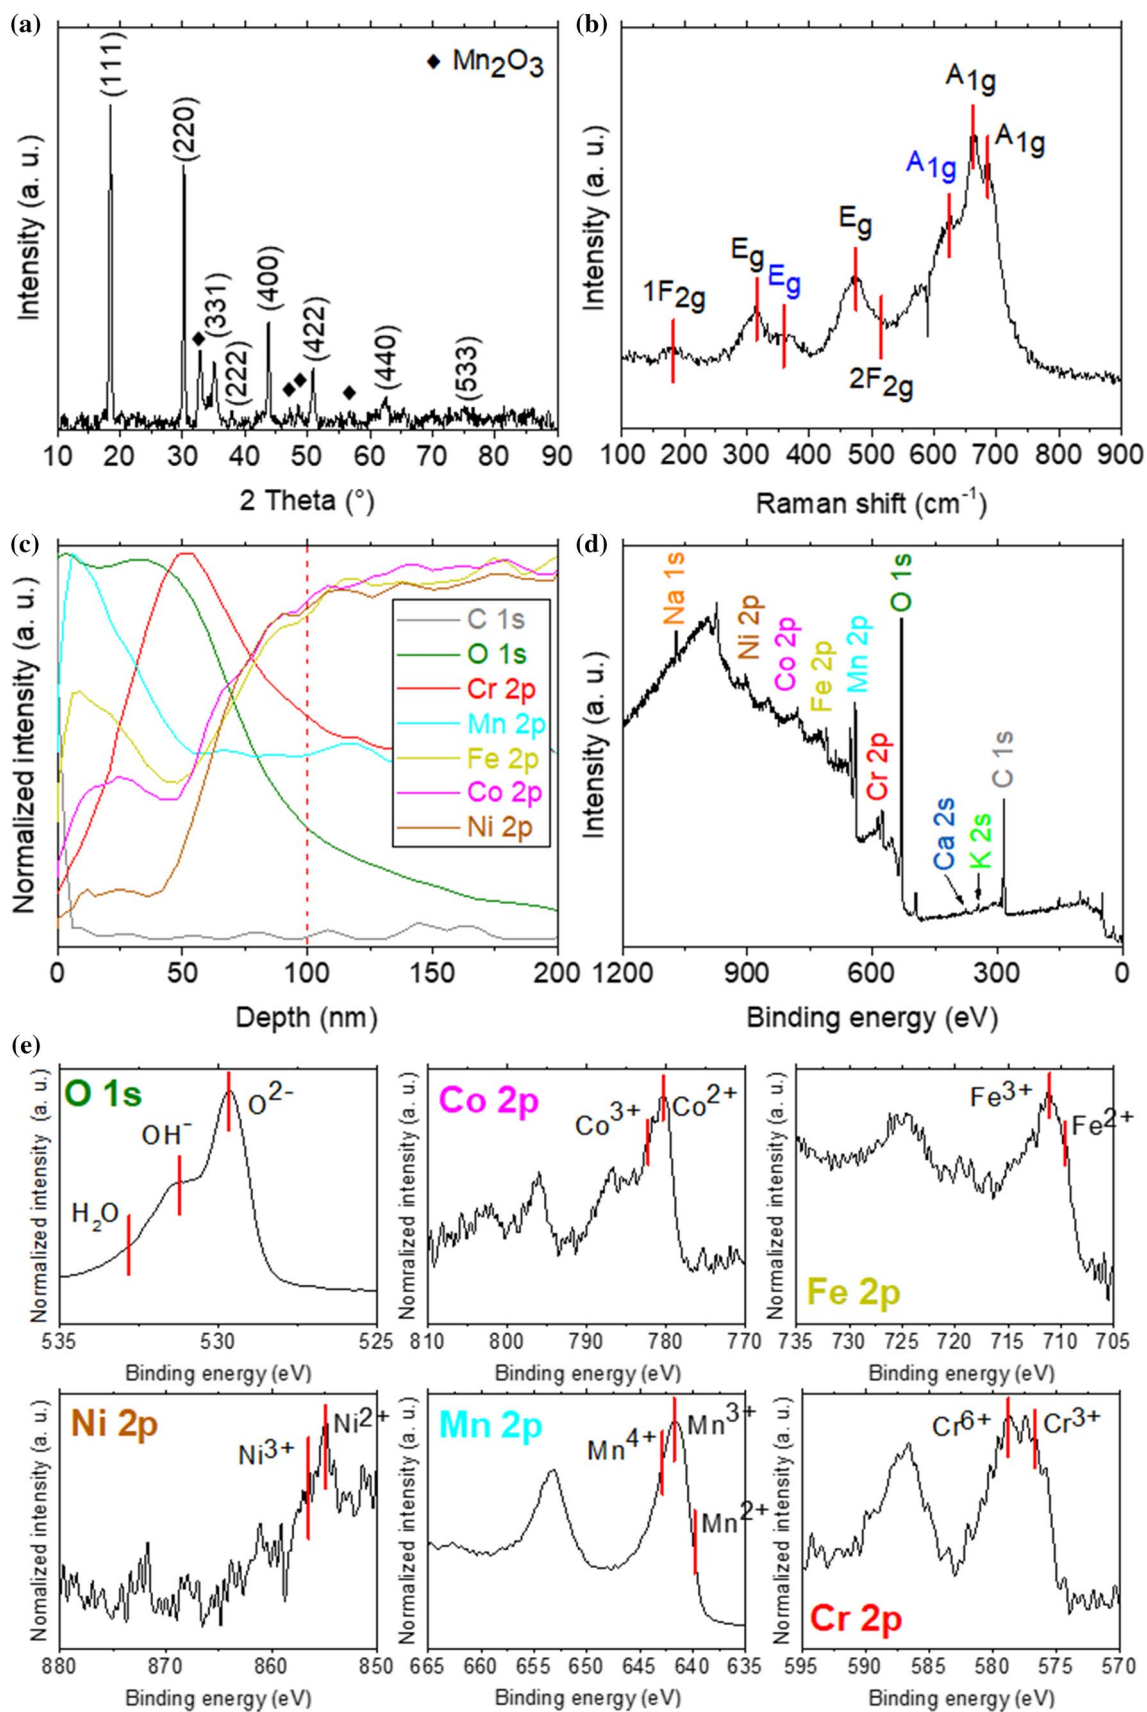 (a)
Intensity (a. u.)
(111)
(220)
(331)
(222)
(400)
(422)
(440)
(533)
◆ Mn₂O₃
10 20 30 40 50 60 70 80 90
2 Theta (°)
(b)
Intensity (a. u.)
1F2g
Eg
Eg
Eg
2F2g
A1g
A1g
A1g
100 200 300 400 500 600 700 800 900
Raman shift (cm⁻¹)
(c)
Normalized intensity (a. u.)
C 1s
O 1s
Cr 2p
Mn 2p
Fe 2p
Co 2p
Ni 2p
0 50 100 150 200
Depth (nm)
(d)
Intensity (a. u.)
Na 1s
Ni 2p
Co 2p
Fe 2p
Mn 2p
Cr 2p
O 1s
Ca 2s
K 2s
C 1s
1200 900 600 300 0
Binding energy (eV)
(e)
Normalized intensity (a. u.)
O 1s
H₂O
OH⁻
O²⁻
535 530 525
Binding energy (eV)
Nomralized intensity (a. u.)
Co 2p
Co³⁺
Co²⁺
810 800 790 780 770
Binding energy (eV)
Normalized intensity (a. u.)
Fe³⁺
Fe²⁺
Fe 2p
735 730 725 720 715 710 705
Binding energy (eV)
Normalized intensity (a. u.)
Ni 2p
Ni³⁺
Ni²⁺
880 870 860 850
Binding energy (eV)
Normalized intensity (a. u.)
Mn 2p
Mn⁴⁺
Mn³⁺
Mn²⁺
665 655 645 640 635
Binding energy (eV)
Normalized intensity (a. u.)
Cr⁶⁺
Cr³⁺
Cr 2p
595 590 585 580 575 570
Binding energy (eV)